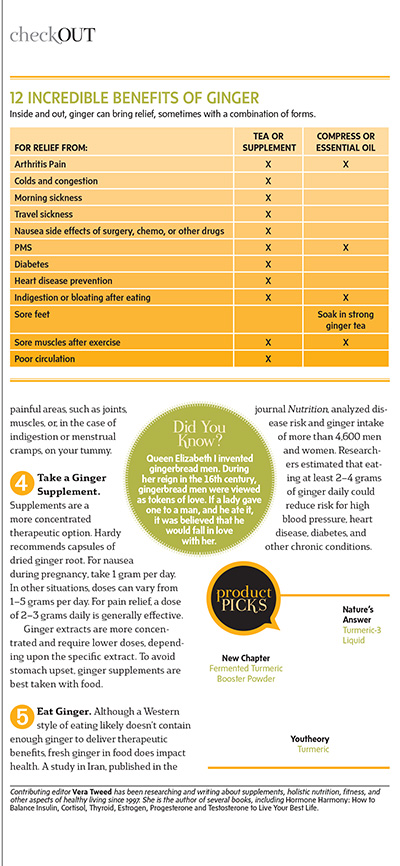 checkOUT
12 INCREDIBLE BENEFITS OF GINGER
Inside and out, ginger can bring relief, sometimes with a combination of forms.
FOR RELIEF FROM: TEA OR SUPPLEMENT COMPRESS OR ESSENTIAL OIL
Arthritis Pain X X
Colds and congestion X
Morning sickness X
Travel sickness X
Nausea side effects of surgery, chemo, or other drugs X
PMS X X
Diabetes X
Heart disease prevention X
Indigestion or bloating after eating X X
Sore feet Soak in strong ginger tea
Sore muscles after exercise X X
Poor circulation X
painful areas, such as joints,
muscles, or, in the case of
indigestion or menstrual
cramps, on your tummy.
4 Take a Ginger
Supplement.
Supplements are a
more concentrated
therapeutic option. Hardy
recommends capsules of
dried ginger root. For nausea
during pregnancy, take 1 gram per day.
In other situations, doses can vary from
1–5 grams per day. For pain relief, a dose
of 2–3 grams daily is generally effective.
Ginger extracts are more concen-
trated and require lower doses, depend-
ing upon the specific extract. To avoid
stomach upset, ginger supplements are
best taken with food.
5 Eat Ginger. Although a Western
style of eating likely doesn't contain
enough ginger to deliver therapeutic
benefits, fresh ginger in food does impact
health. A study in Iran, published in the
Did You
Know?
Queen Elizabeth I invented
gingerbread men. During
her reign in the 16th century,
gingerbread men were viewed
as tokens of love. If a lady gave
one to a man, and he ate it,
it was believed that he
would fall in love
with her.
journal Nutrition, analyzed dis-
ease risk and ginger intake
of more than 4,600 men
and women. Research-
ers estimated that eat-
ing at least 2–4 grams
of ginger daily could
reduce risk for high
blood pressure, heart
disease, diabetes, and
other chronic conditions.
product
PICKS
Nature's
Answer
Turmeric-3
Liquid
New Chapter
Fermented Turmeric
Booster Powder
Youtheory
Turmeric
Contributing editor Vera Tweed has been researching and writing about supplements, holistic nutrition, fitness, and
other aspects of healthy living since 1997. She is the author of several books, including Hormone Harmony: How to
Balance Insulin, Cortisol, Thyroid, Estrogen, Progesterone and Testosterone to Live Your Best Life.